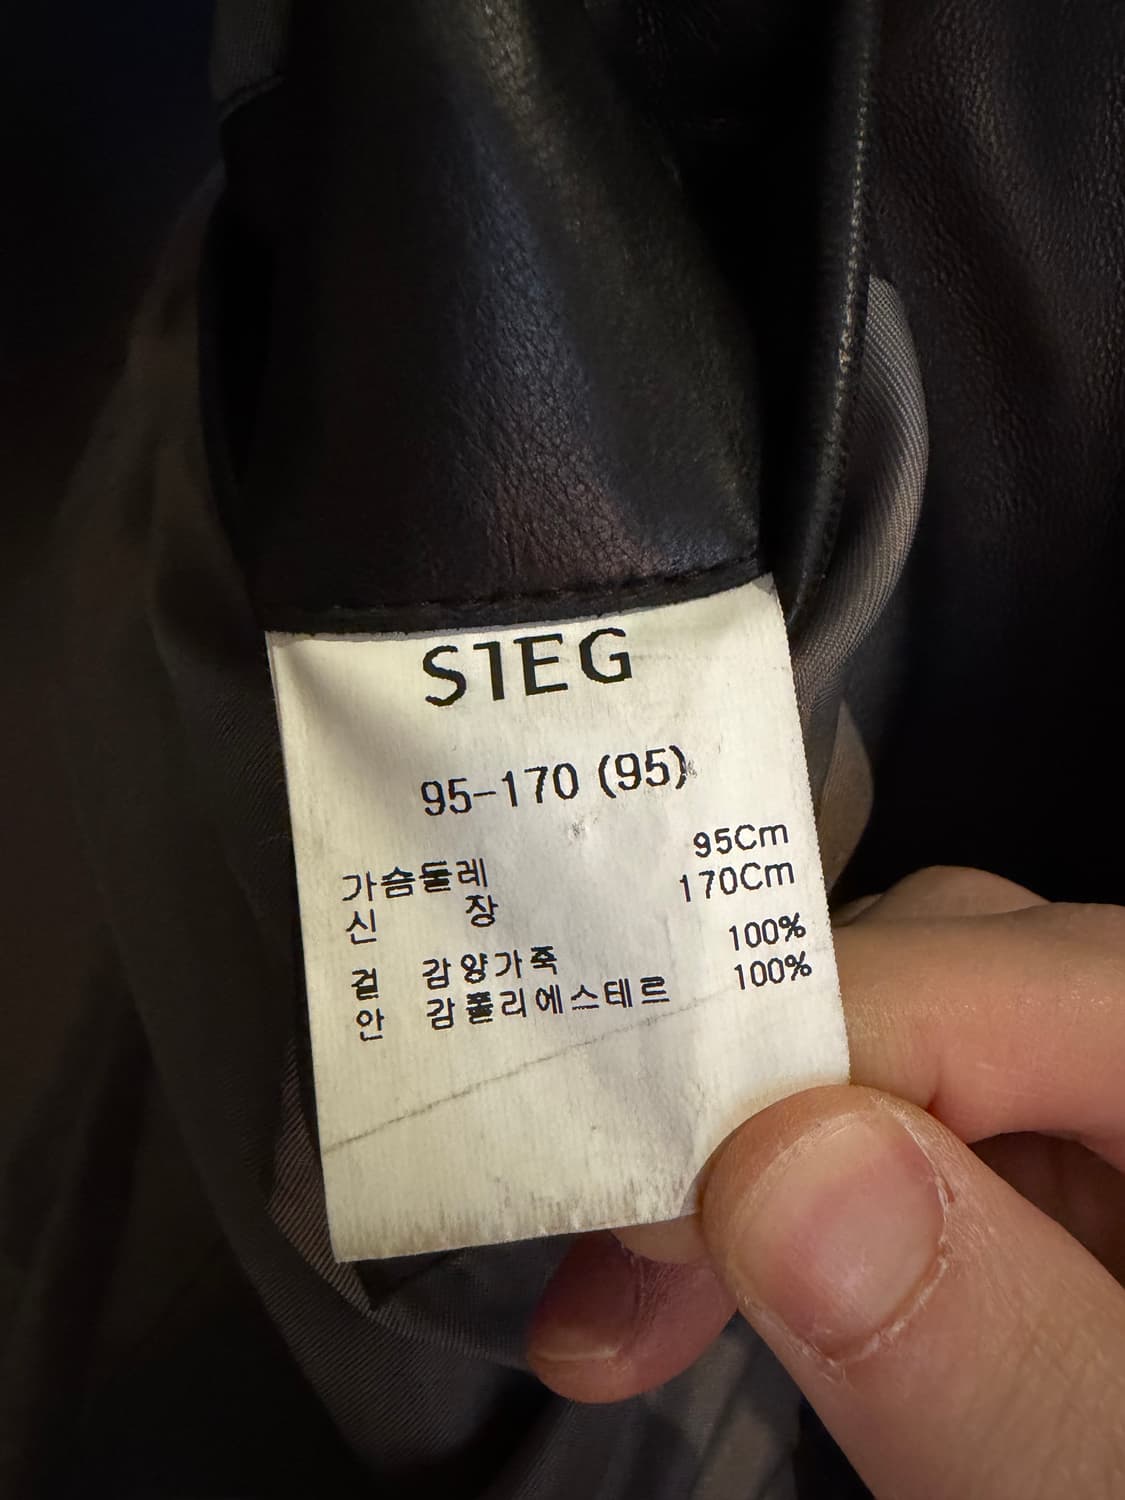 SIEG
95-170 (95)
가슴둘레 95Cm
신 장 170Cm
겉 감 양가죽 100%
안 감 폴리에스테르 100%